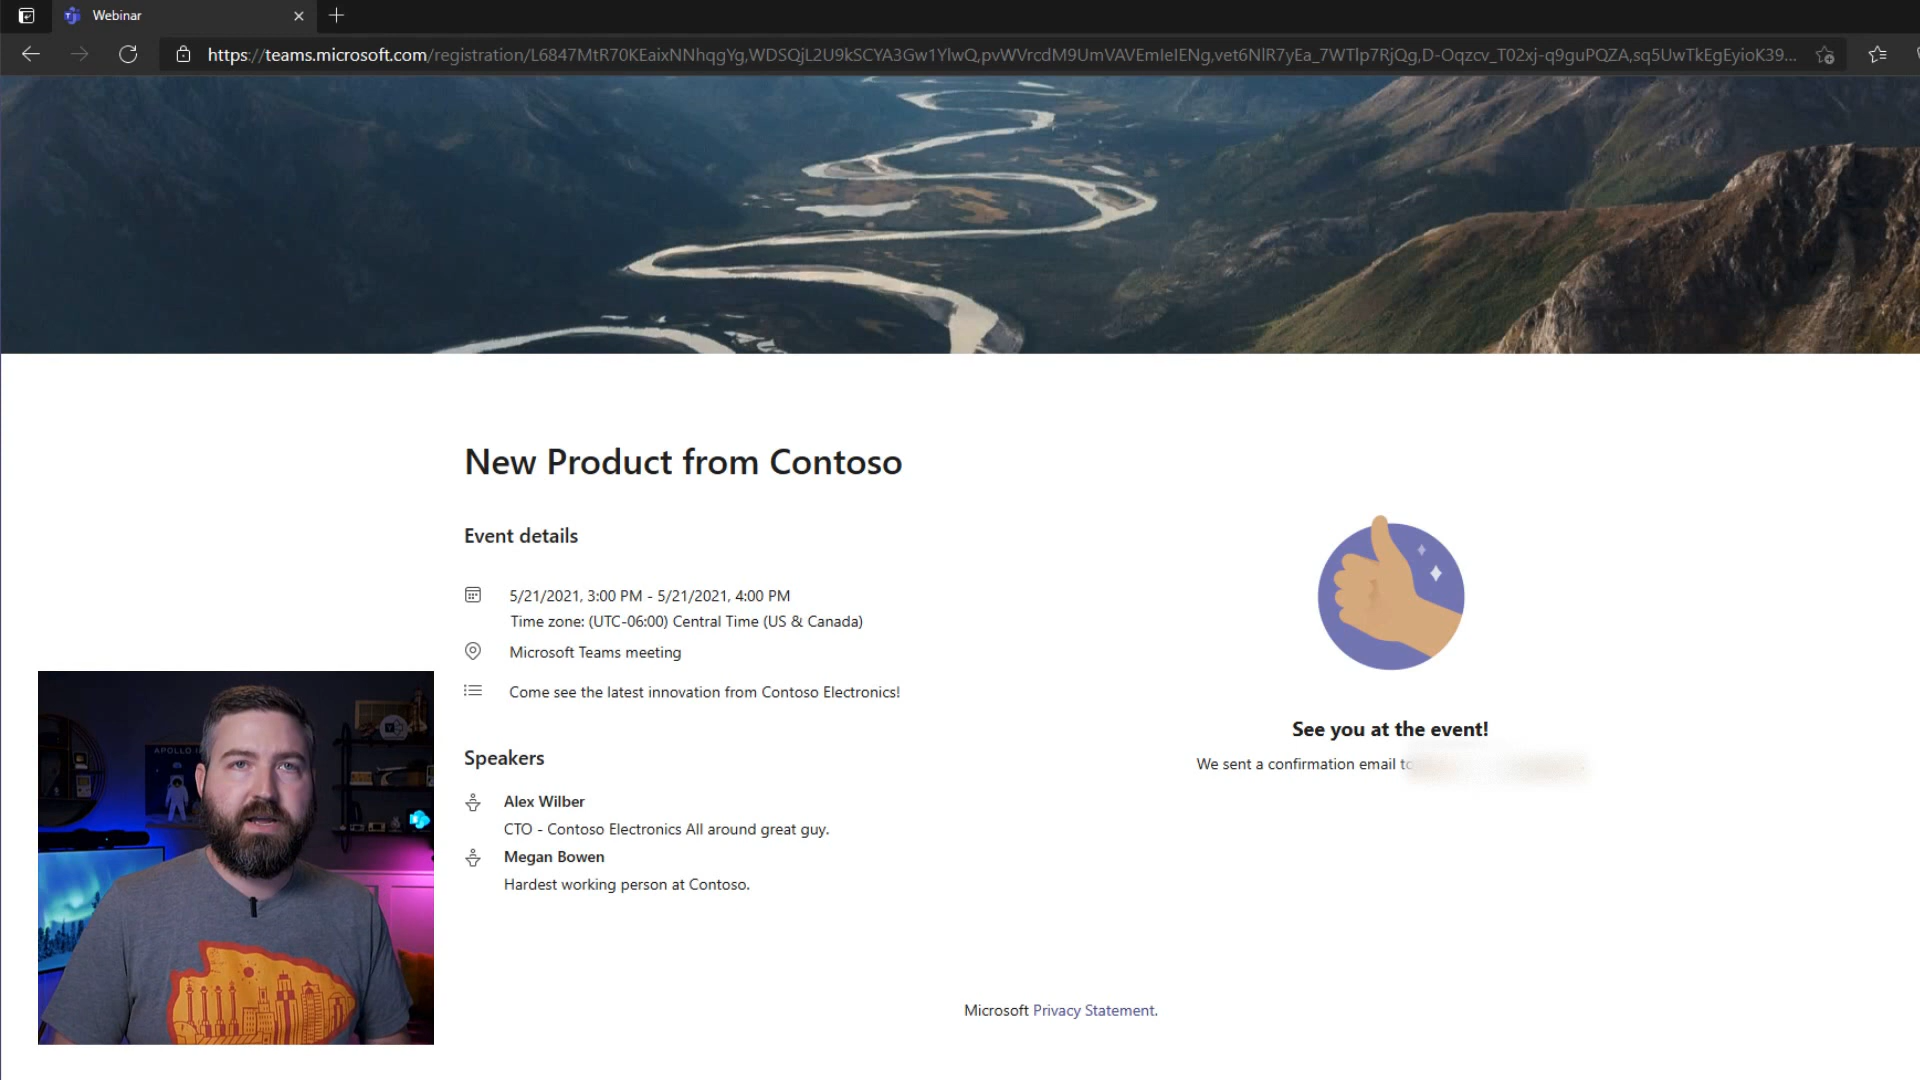 Webinar
https://teams.microsoft.com/registration/L6847MtR70KEaixNNhqgYg,WDSQjL2U9kSCYA3Gw1YlwQ,pvWVrcdM9UmVAVEmIeIENg,vet6NlR7yEa_7WTlp7RjQg,D-Oqzcv_T02xj-q9guPQZA,sq5UwTkEgEyioK39...
New Product from Contoso
Event details
5/21/2021, 3:00 PM - 5/21/2021, 4:00 PM
Time zone: (UTC-06:00) Central Time (US & Canada)
Microsoft Teams meeting
Come see the latest innovation from Contoso Electronics!
See you at the event!
We sent a confirmation email to
Speakers
Alex Wilber
CTO - Contoso Electronics All around great guy.
Megan Bowen
Hardest working person at Contoso.
APOLLO
Microsoft Privacy Statement.